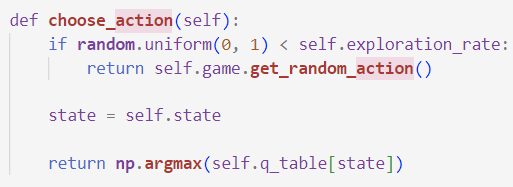 def choose_action(self):
    if random.uniform(0, 1) < self.exploration_rate:
        return self.game.get_random_action()
    state = self.state
    return np.argmax(self.q_table[state])